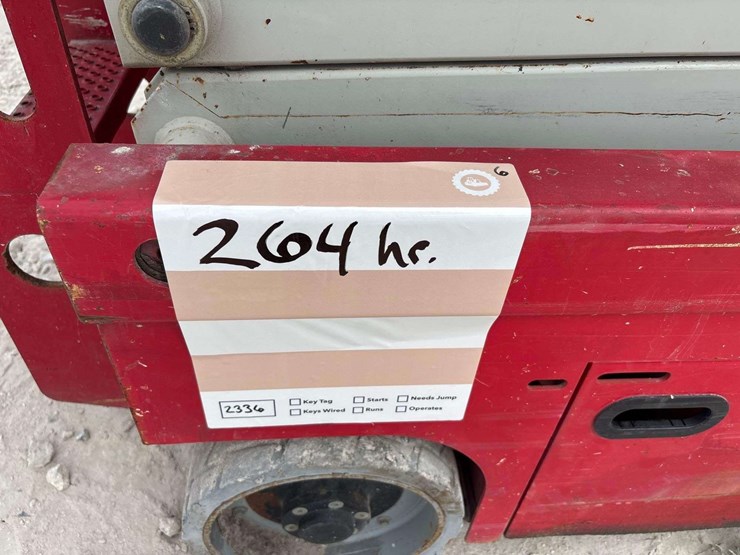 6
264 hr.
2336
Key Tag Starts Needs Jump
Keys Wired Runs Operates